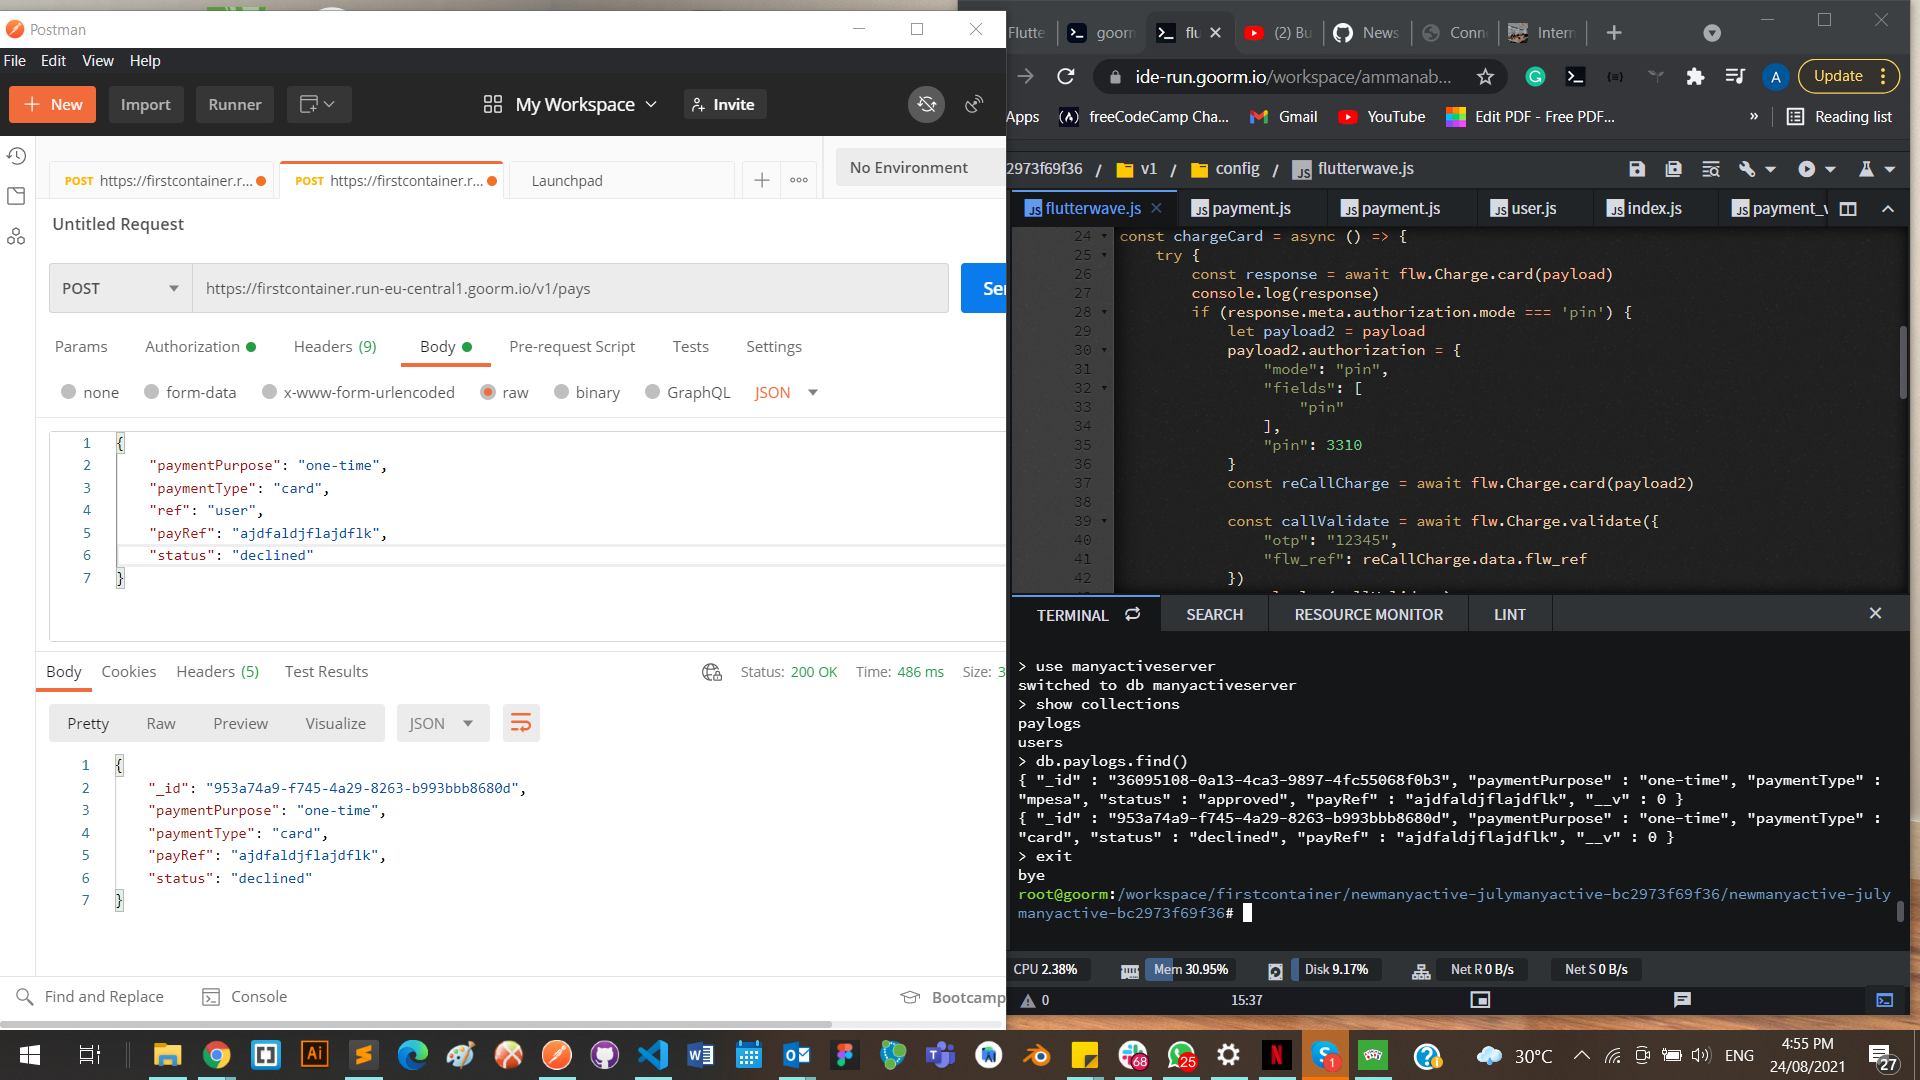 Postman
File Edit View Help
New Import Runner My Workspace Invite
POST https://firstcontainer.r... POST https://firstcontainer.r... Launchpad No Environment
Untitled Request
POST https://firstcontainer.run-eu-central1.goorm.io/v1/pays
Params Authorization Headers (9) Body Pre-request Script Tests Settings
none form-data x-www-form-urlencoded raw binary GraphQL JSON
1 {
2 "paymentPurpose": "one-time",
3 "paymentType": "card",
4 "ref": "user",
5 "payRef": "ajdfaldjflajdflk",
6 "status": "declined"
7 }
Body Cookies Headers (5) Test Results Status: 200 OK Time: 486 ms Size: 3
Pretty Raw Preview Visualize JSON
1 {
2 "_id": "953a74a9-f745-4a29-8263-b993bbb8680d",
3 "paymentPurpose": "one-time",
4 "paymentType": "card",
5 "payRef": "ajdfaldjflajdflk",
6 "status": "declined"
7 }
Find and Replace Console Bootcamp
Flutte goorm flu (2) Bu News Conn Intern
ide-run.goorm.io/workspace/ammanab... A Update
Apps freeCodeCamp Cha... Gmail YouTube Edit PDF - Free PDF... » Reading list
2973f69f36 / v1 / config / JS flutterwave.js
JS flutterwave.js JS payment.js JS payment.js JS user.js JS index.js JS payment_v
24 const chargeCard = async () => {
25 try {
26 const response = await flw.Charge.card(payload)
27 console.log(response)
28 if (response.meta.authorization.mode === 'pin') {
29 let payload2 = payload
30 payload2.authorization = {
31 "mode": "pin",
32 "fields": [
33 "pin"
34 ],
35 "pin": 3310
36 }
37 const reCallCharge = await flw.Charge.card(payload2)
38
39 const callValidate = await flw.Charge.validate({
40 "otp": "12345",
41 "flw_ref": reCallCharge.data.flw_ref
42 })
TERMINAL SEARCH RESOURCE MONITOR LINT
> use manyactiveserver
switched to db manyactiveserver
> show collections
paylogs
users
> db.paylogs.find()
{ "_id" : "36095108-0a13-4ca3-9897-4fc55068f0b3", "paymentPurpose" : "one-time", "paymentType" :
"mpesa", "status" : "approved", "payRef" : "ajdfaldjflajdflk", "__v" : 0 }
{ "_id" : "953a74a9-f745-4a29-8263-b993bbb8680d", "paymentPurpose" : "one-time", "paymentType" :
"card", "status" : "declined", "payRef" : "ajdfaldjflajdflk", "__v" : 0 }
> exit
bye
root@goorm:/workspace/firstcontainer/newmanyactive-julymanyactive-bc2973f69f36/newmanyactive-july
manyactive-bc2973f69f36#
CPU 2.38% Mem 30.95% Disk 9.17% Net R 0 B/s Net S 0 B/s
0 15:37
30°C ENG 4:55 PM
24/08/2021
68 25 1 27